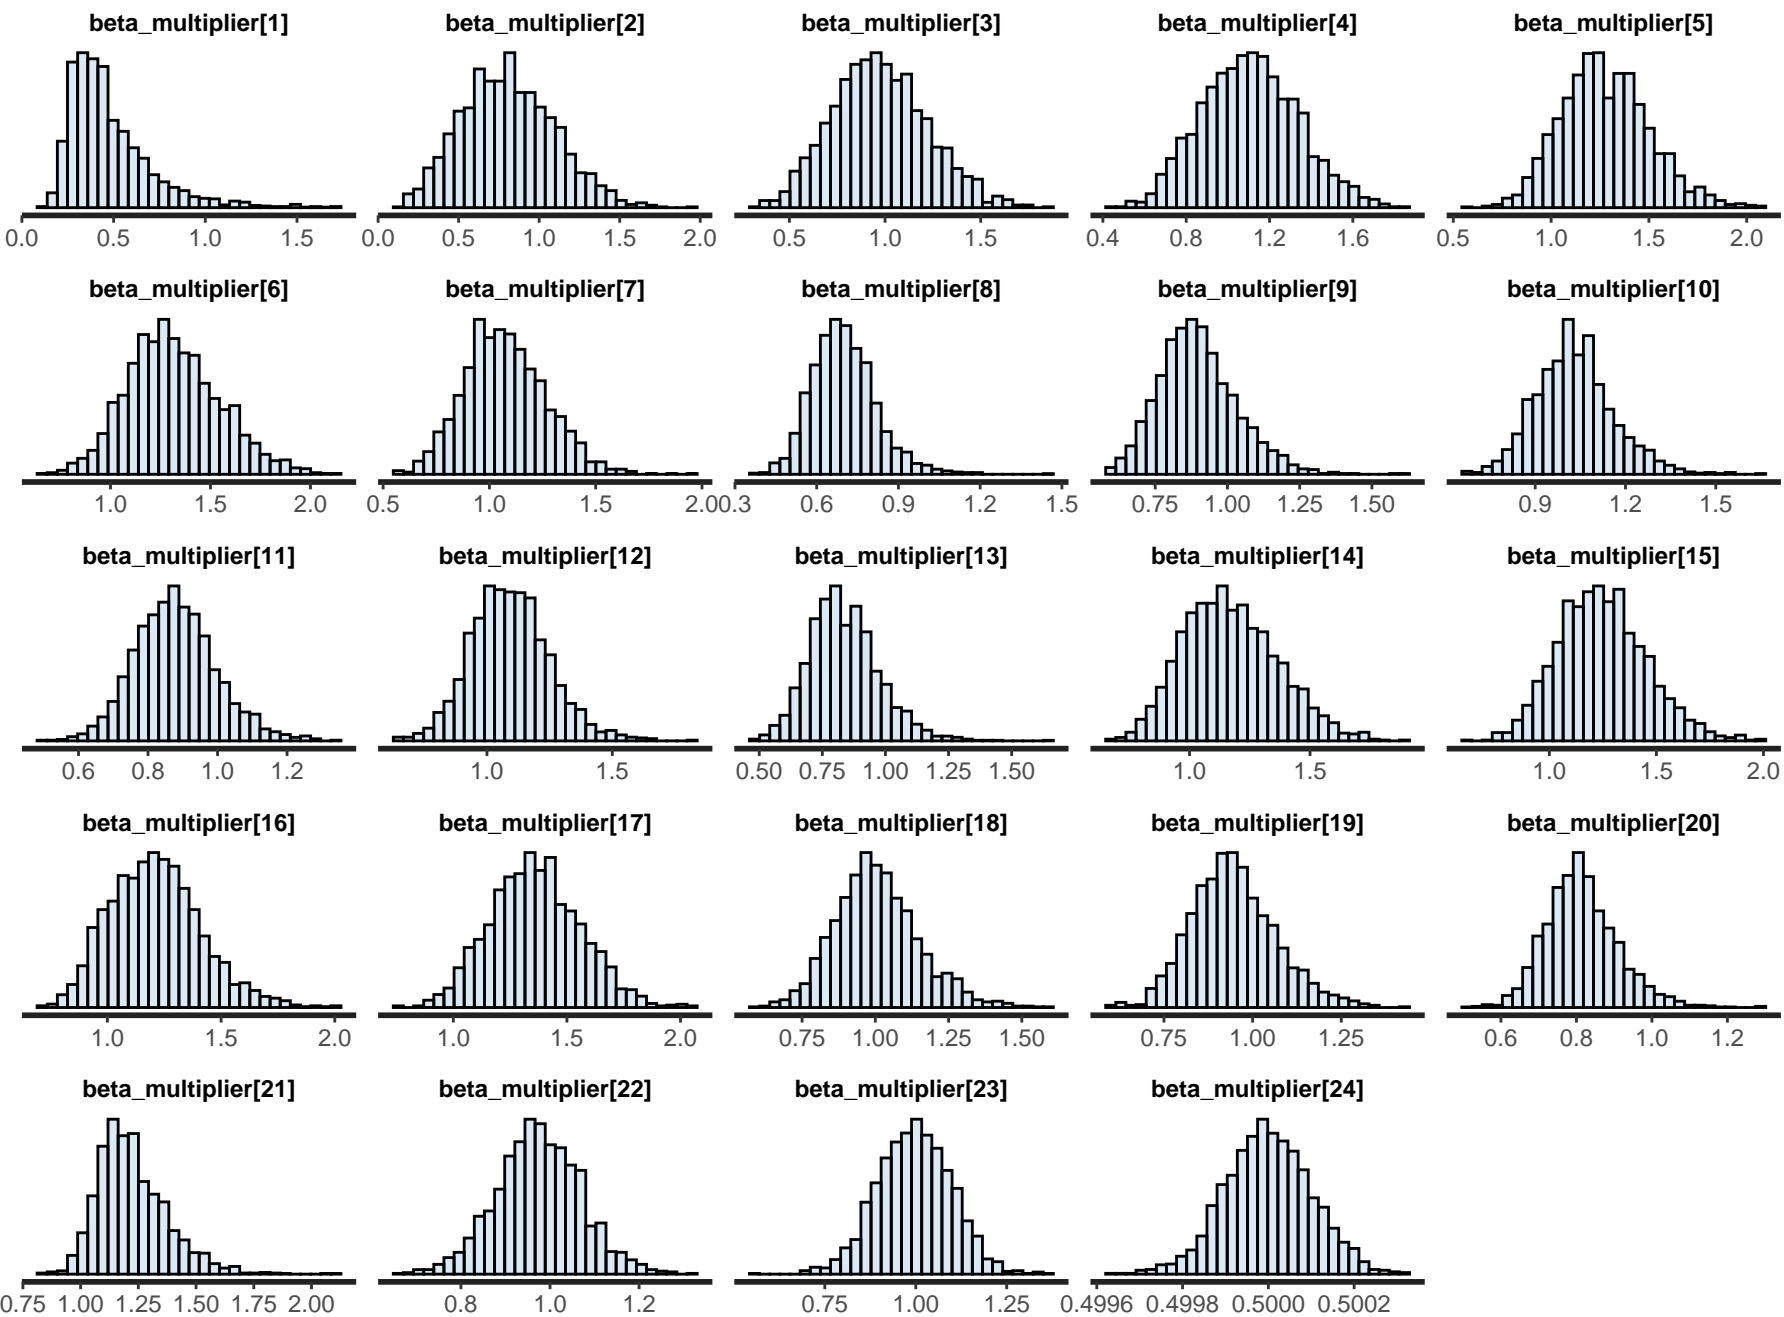 beta_multiplier[1] beta_multiplier[2] beta_multiplier[3] beta_multiplier[4] beta_multiplier[5]
0.0 0.5 1.0 1.5 0.0 0.5 1.0 1.5 2.0 0.5 1.0 1.5 0.4 0.8 1.2 1.6 0.5 1.0 1.5 2.0
beta_multiplier[6] beta_multiplier[7] beta_multiplier[8] beta_multiplier[9] beta_multiplier[10]
1.0 1.5 2.0 0.5 1.0 1.5 2.0 0.3 0.6 0.9 1.2 1.5 0.75 1.00 1.25 1.50 0.9 1.2 1.5
beta_multiplier[11] beta_multiplier[12] beta_multiplier[13] beta_multiplier[14] beta_multiplier[15]
0.6 0.8 1.0 1.2 1.0 1.5 0.50 0.75 1.00 1.25 1.50 1.0 1.5 1.0 1.5 2.0
beta_multiplier[16] beta_multiplier[17] beta_multiplier[18] beta_multiplier[19] beta_multiplier[20]
1.0 1.5 2.0 1.0 1.5 2.0 0.75 1.00 1.25 1.50 0.75 1.00 1.25 0.6 0.8 1.0 1.2
beta_multiplier[21] beta_multiplier[22] beta_multiplier[23] beta_multiplier[24]
0.75 1.00 1.25 1.50 1.75 2.00 0.8 1.0 1.2 0.75 1.00 1.25 0.4996 0.4998 0.5000 0.5002